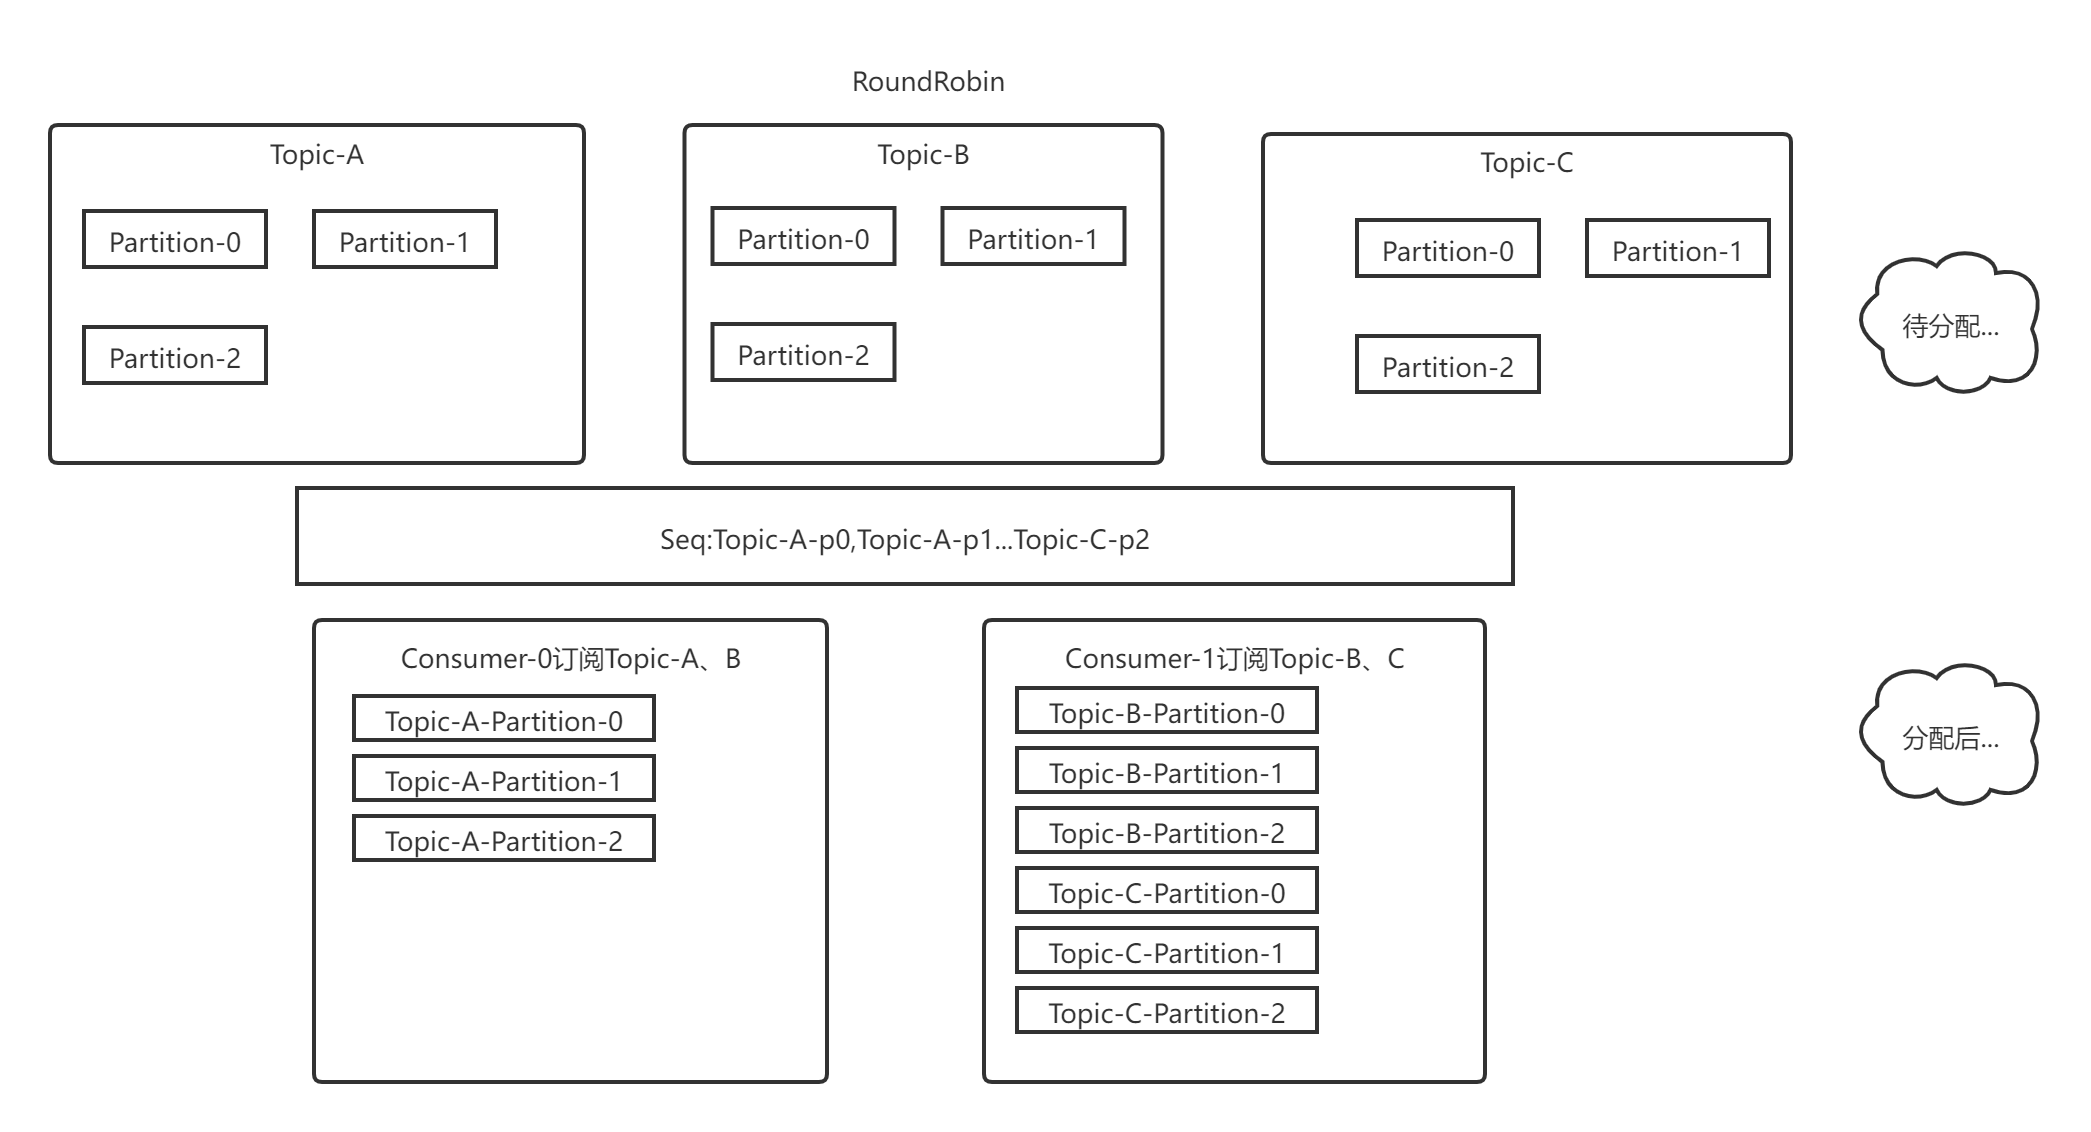 RoundRobin
Topic-A
Partition-0
Partition-1
Partition-2
Topic-B
Partition-0
Partition-1
Partition-2
Topic-C
Partition-0
Partition-1
Partition-2
待分配...
Seq:Topic-A-p0,Topic-A-p1...Topic-C-p2
Consumer-0订阅Topic-A、B
Topic-A-Partition-0
Topic-A-Partition-1
Topic-A-Partition-2
Consumer-1订阅Topic-B、C
Topic-B-Partition-0
Topic-B-Partition-1
Topic-B-Partition-2
Topic-C-Partition-0
Topic-C-Partition-1
Topic-C-Partition-2
分配后...